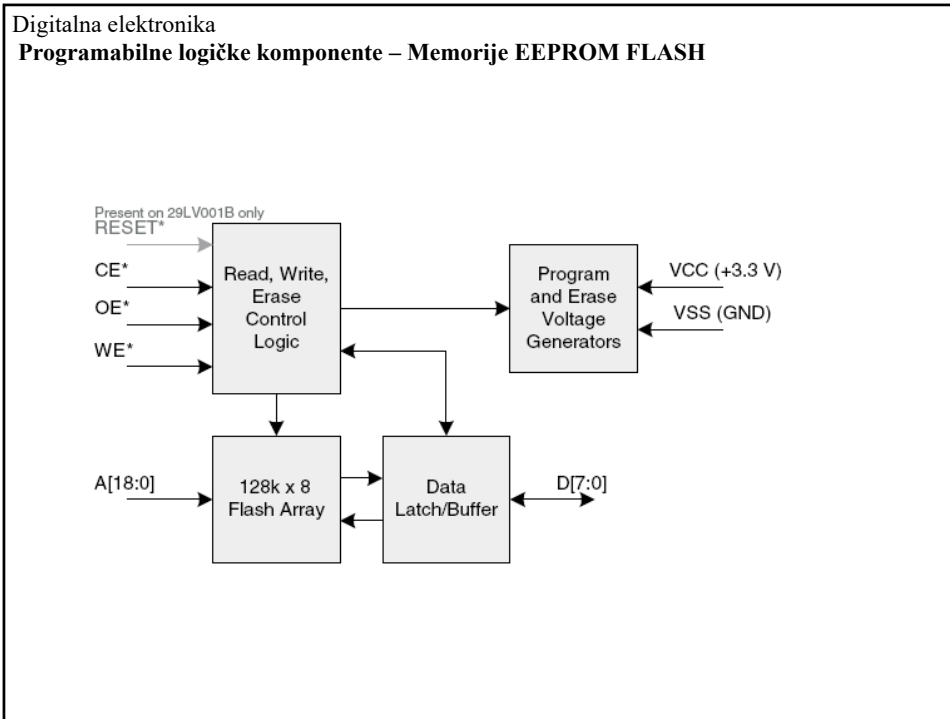 Digitalna elektronika
Programabilne logičke komponente – Memorije EEPROM FLASH
Present on 29LV001B only
RESET*
CE*
OE*
WE*
Read, Write,
Erase
Control
Logic
Program
and Erase
Voltage
Generators
VCC (+3.3 V)
VSS (GND)
A[18:0]
128k x 8
Flash Array
Data
Latch/Buffer
D[7:0]